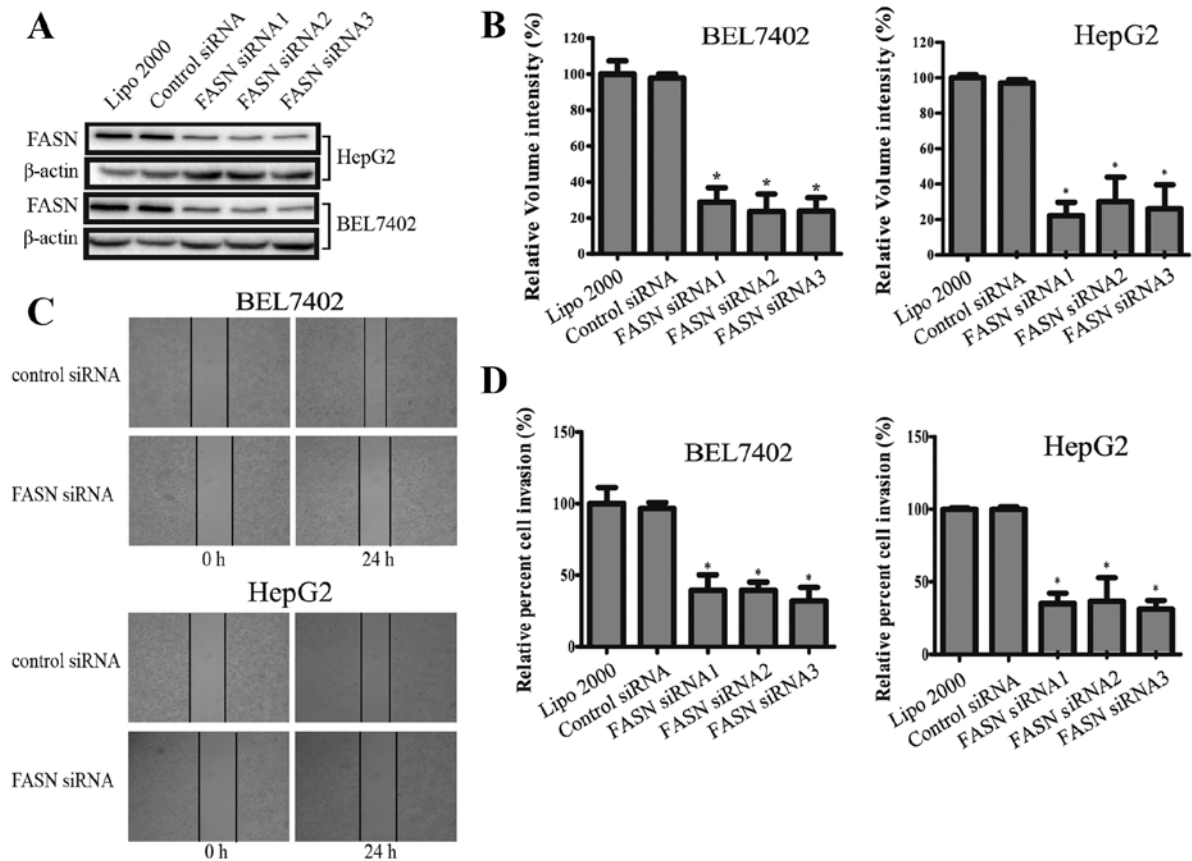 A
Lipo 2000
Control siRNA
FASN siRNA1
FASN siRNA2
FASN siRNA3
FASN
β-actin
HepG2
FASN
β-actin
BEL7402
B
BEL7402
Relative Volume intensity (%)
120
100
80
60
40
20
0
* * *
Lipo 2000
Control siRNA
FASN siRNA1
FASN siRNA2
FASN siRNA3
HepG2
Relative Volume intensity (%)
120
100
80
60
40
20
0
* * *
Lipo 2000
Control siRNA
FASN siRNA1
FASN siRNA2
FASN siRNA3
C
BEL7402
control siRNA
FASN siRNA
0 h 24 h
HepG2
control siRNA
FASN siRNA
0 h 24 h
D
BEL7402
Relative percent cell invasion (%)
150
100
50
0
* * *
Lipo 2000
Control siRNA
FASN siRNA1
FASN siRNA2
FASN siRNA3
HepG2
Relative percent cell invasion (%)
150
100
50
0
* * *
Lipo 2000
Control siRNA
FASN siRNA1
FASN siRNA2
FASN siRNA3